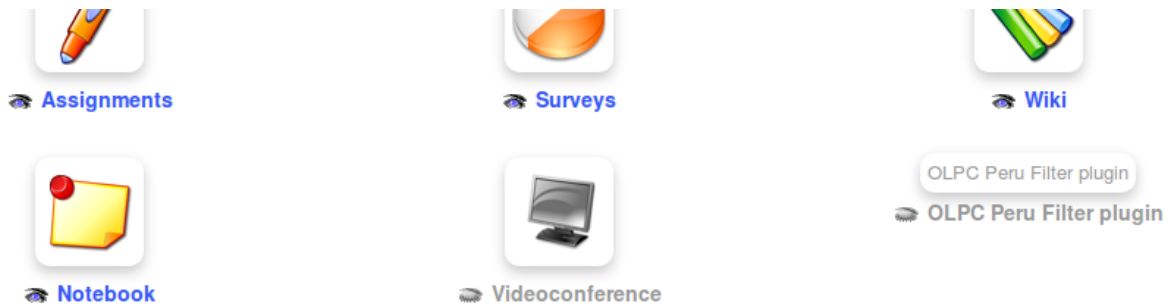 Assignments
Surveys
Wiki
OLPC Peru Filter plugin
OLPC Peru Filter plugin
Notebook
Videoconference